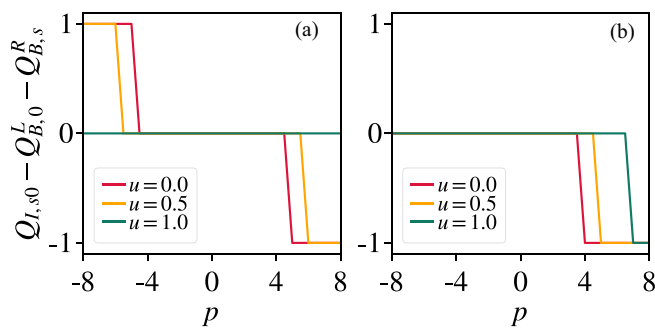 Q_{I,s0} − Q^L_{B,0} − Q^R_{B,s}
1
0
-1
(a)
u = 0.0
u = 0.5
u = 1.0
-8 -4 0 4 8
p
1
0
-1
(b)
u = 0.0
u = 0.5
u = 1.0
-8 -4 0 4 8
p